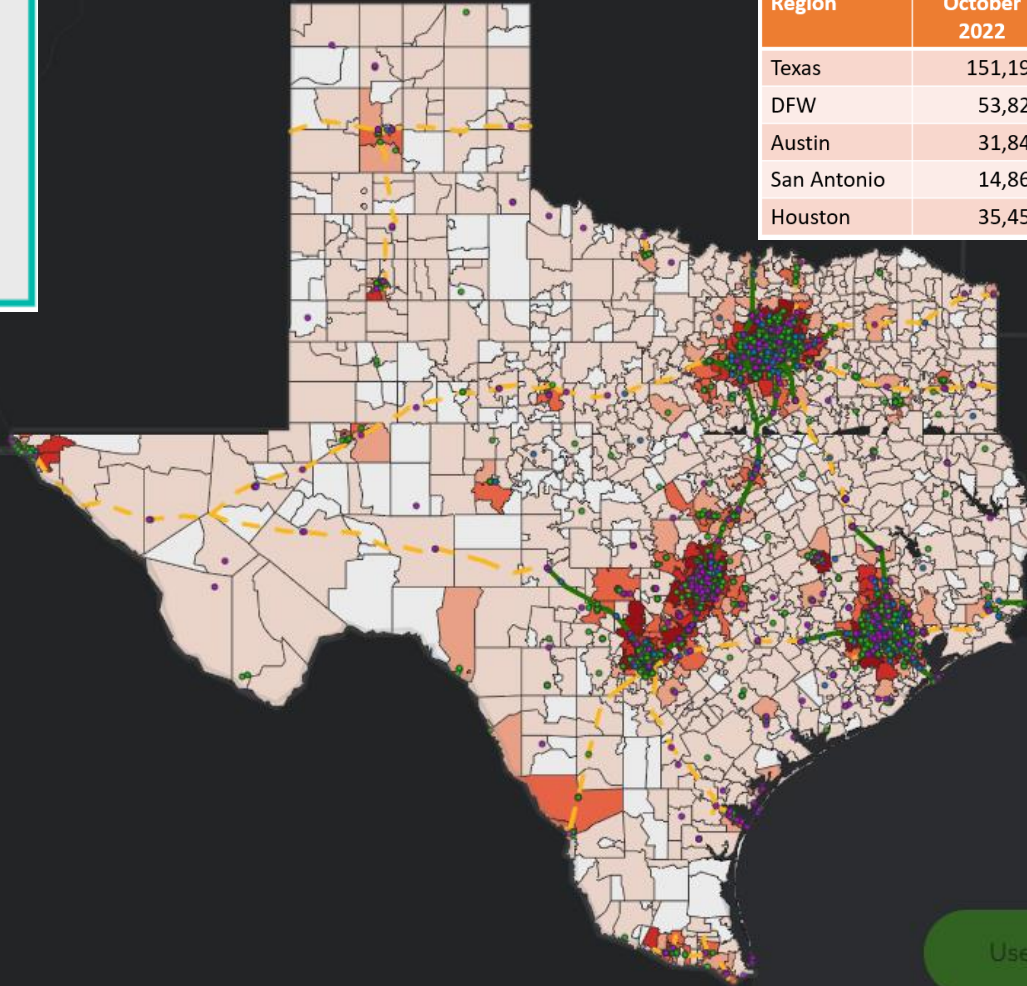 Region October
2022
Texas 151,19
DFW 53,82
Austin 31,84
San Antonio 14,86
Houston 35,45
Use